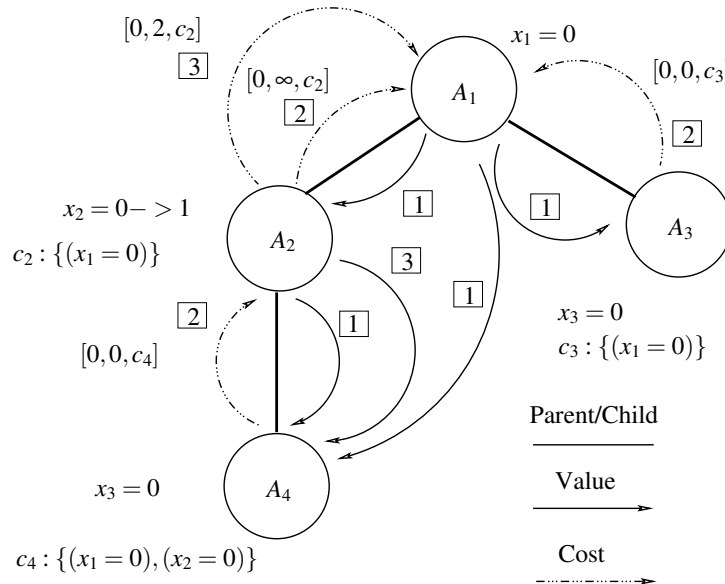 [0, 2, c₂]
x₁ = 0
3
[0, ∞, c₂]
A₁
[0, 0, c₃]
2
2
x₂ = 0− > 1
1
1
A₂
A₃
c₂ : {(x₁ = 0)}
3
1
2
1
x₃ = 0
[0, 0, c₄]
c₃ : {(x₁ = 0)}
Parent/Child
x₃ = 0
A₄
Value
c₄ : {(x₁ = 0), (x₂ = 0)}
Cost